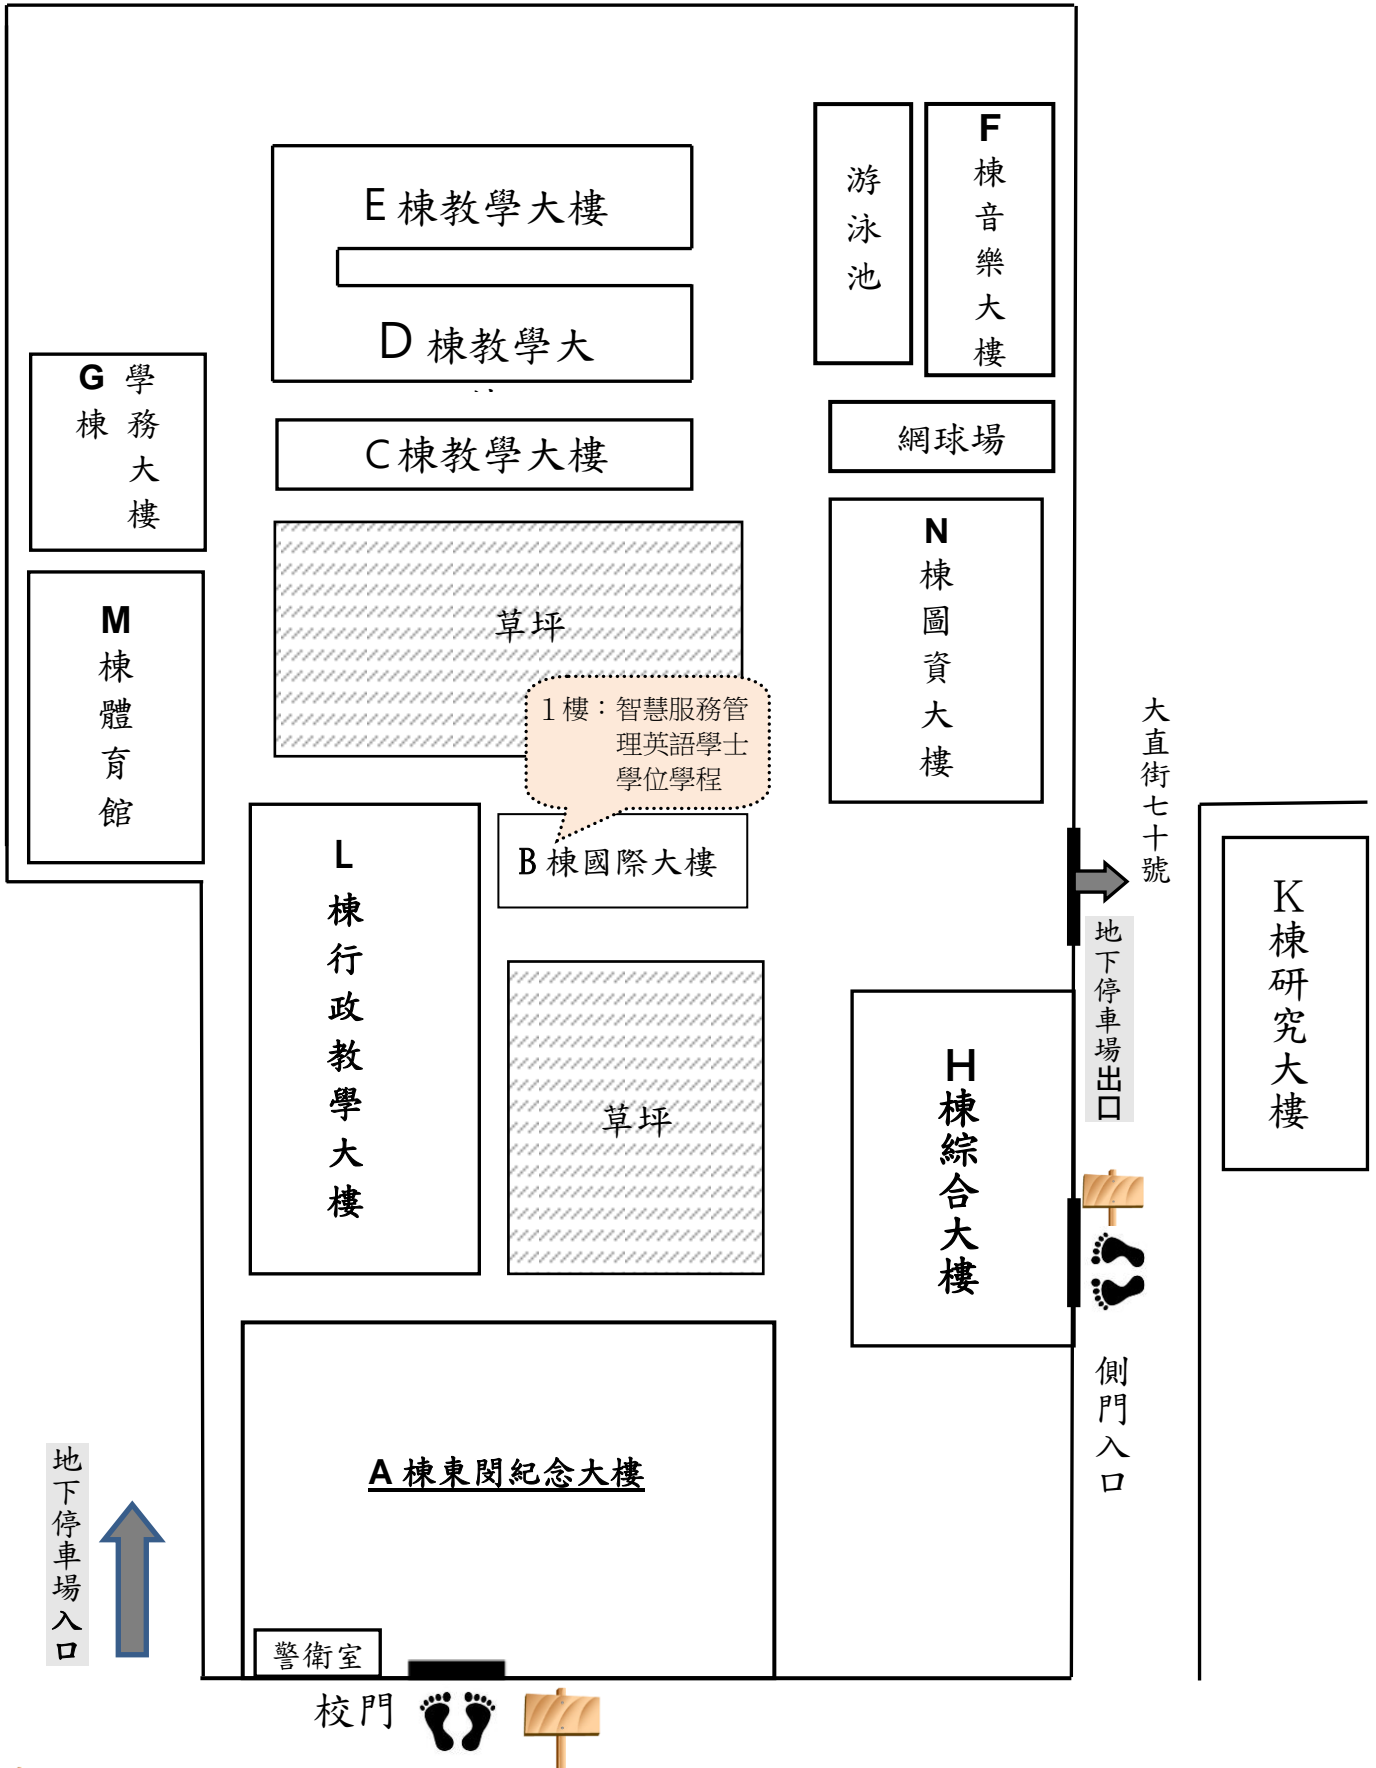 E棟教學大樓
D棟教學大
C棟教學大樓
游泳池
F棟音樂大樓
網球場
G棟
學務大樓
M棟體育館
草坪
N棟圖資大樓
1樓：智慧服務管
理英語學士
學位學程
B棟國際大樓
L棟行政教學大樓
草坪
大直街七十號
地下停車場出口
K棟研究大樓
H棟綜合大樓
側門入口
A棟東閔紀念大樓
地下停車場入口
警衛室
校門